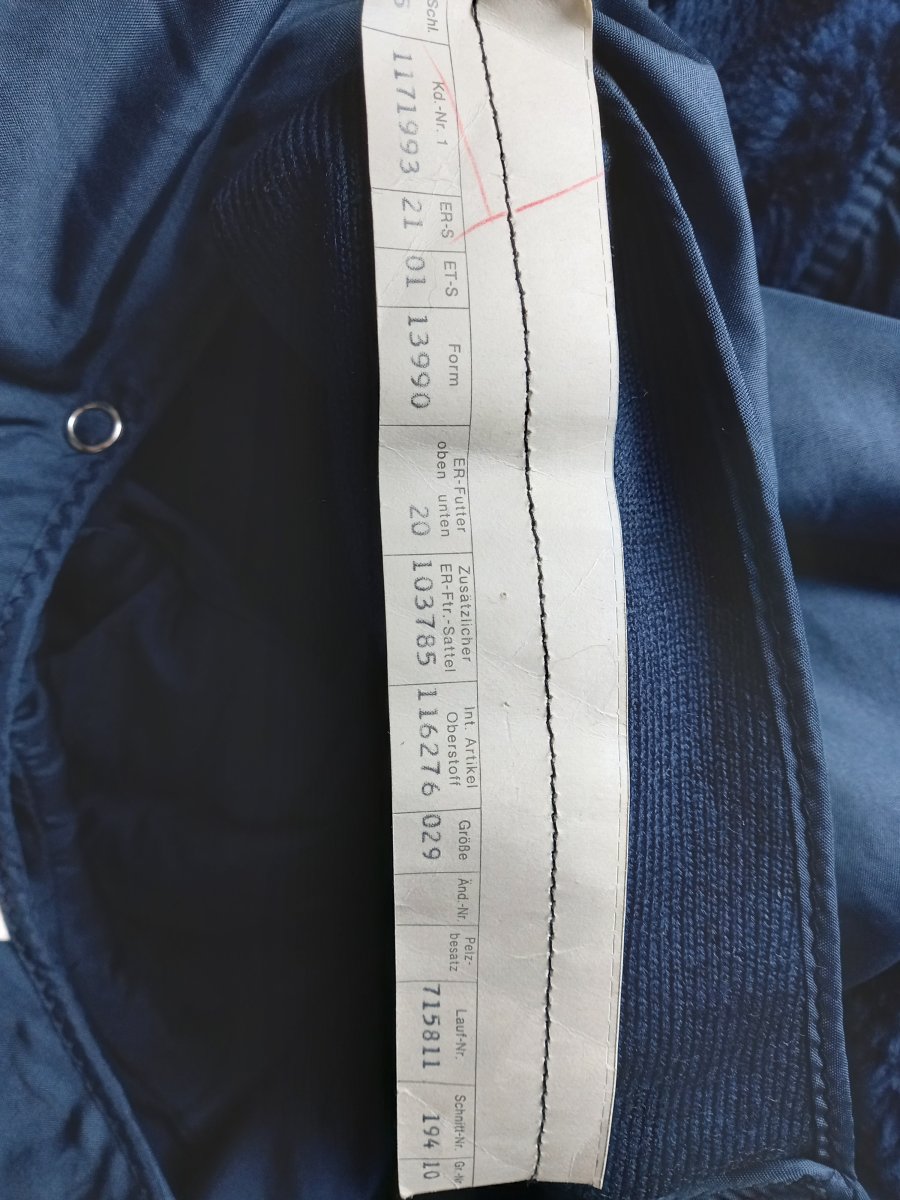 Schl. Kd.-Nr. 1 ER-S ET-S Form ER-Futter Zusätzlicher Int. Artikel Größe Änd.-Nr. Pelz- Lauf-Nr. Schnitt-Nr. Gr.-Nr.
oben unten ER-Ftr.-Sattel Oberstoff besatz
1171993 21 01 13990 20 103785 116276 029 715811 194 10